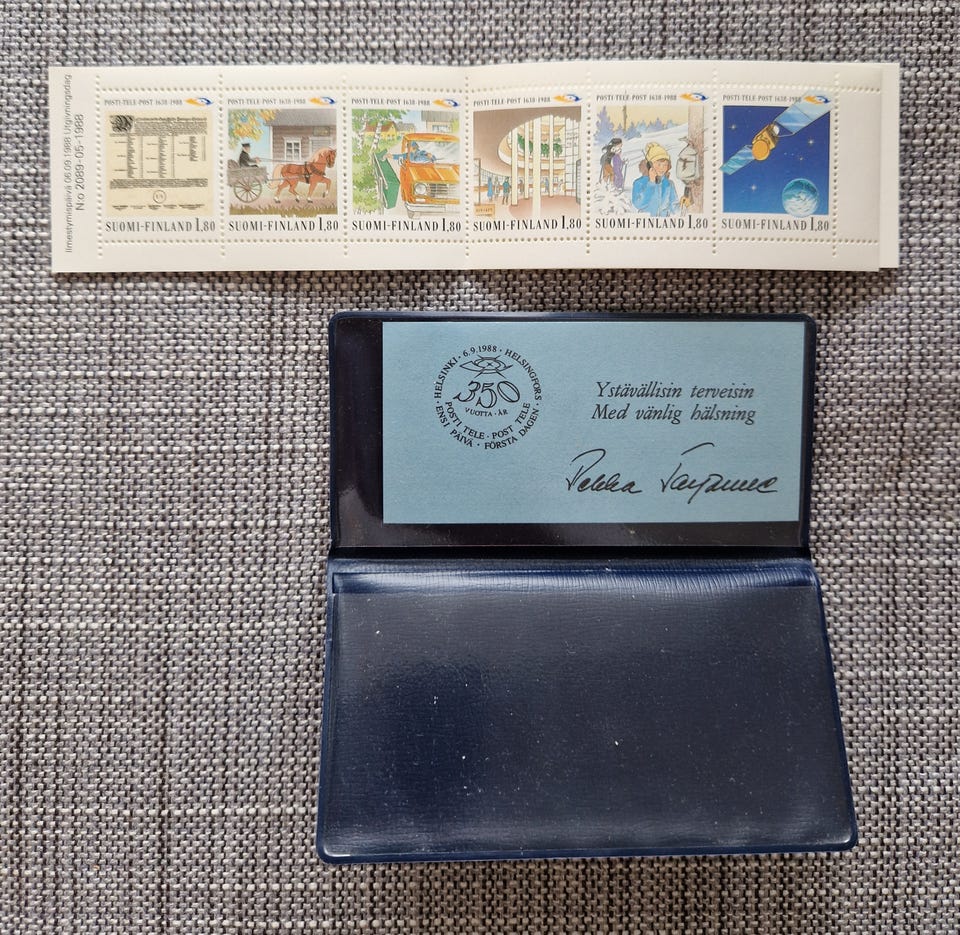 Ilmestymispäivä 06.09.1988 Utgivningsdag
N:o 2089-05-1988
POSTI-TELE-POST 1638-1988
SUOMI-FINLAND 1,80
POSTI-TELE-POST 1638-1988
SUOMI-FINLAND 1,80
POSTI-TELE-POST 1638-1988
SUOMI-FINLAND 1,80
POSTI-TELE-POST 1638-1988
SUOMI-FINLAND 1,80
POSTI-TELE-POST 1638-1988
SUOMI-FINLAND 1,80
POSTI-TELE-POST 1638-1988
SUOMI-FINLAND 1,80
HELSINKI · 6.9.1988 · HELSINGFORS
350
VUOTTA · ÅR
POSTI TELE · POST TELE
ENSI PÄIVÄ · FÖRSTA DAGEN
Ystävällisin terveisin
Med vänlig hälsning
Pekka